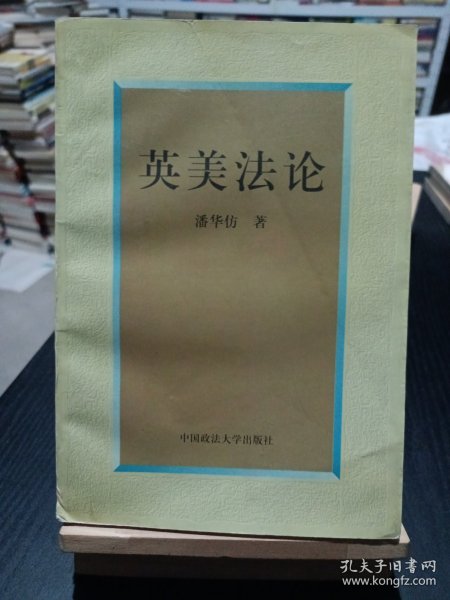 英美法论
潘华仿 著
中国政法大学出版社
孔夫子旧书网
www.kongfz.com